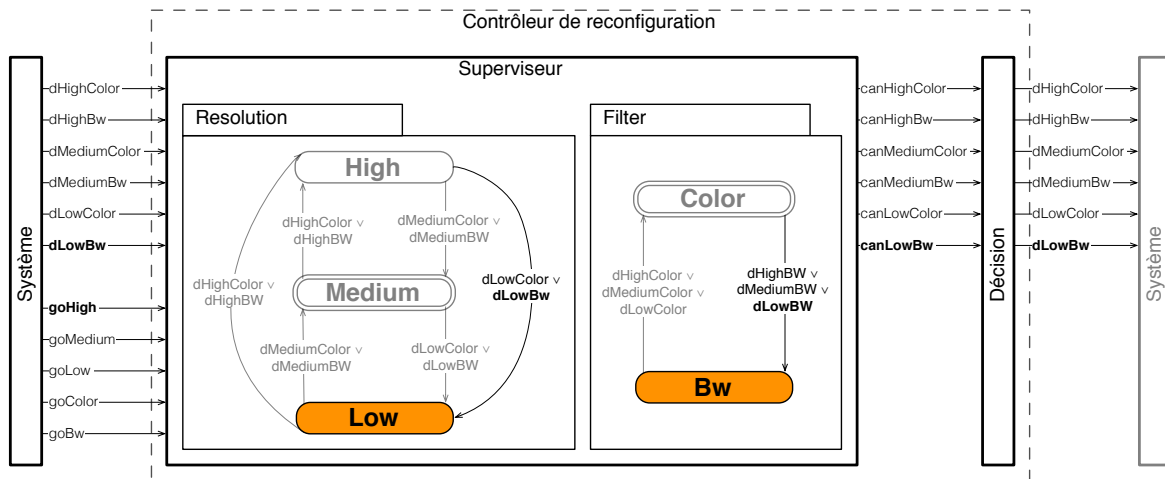 Contrôleur de reconfiguration
Système
dHighColor
dHighBw
dMediumColor
dMediumBw
dLowColor
dLowBw
goHigh
goMedium
goLow
goColor
goBw
Superviseur
Resolution
High
dHighColor ∨
dHighBW
dMediumColor ∨
dMediumBW
dHighColor ∨
dHighBW
dLowColor ∨
dLowBw
Medium
dMediumColor ∨
dMediumBW
dLowColor ∨
dLowBW
Low
Filter
Color
dHighColor ∨
dMediumColor ∨
dLowColor
dHighBW ∨
dMediumBW ∨
dLowBW
Bw
canHighColor
canHighBw
canMediumColor
canMediumBw
canLowColor
canLowBw
Décision
dHighColor
dHighBw
dMediumColor
dMediumBw
dLowColor
dLowBw
Système